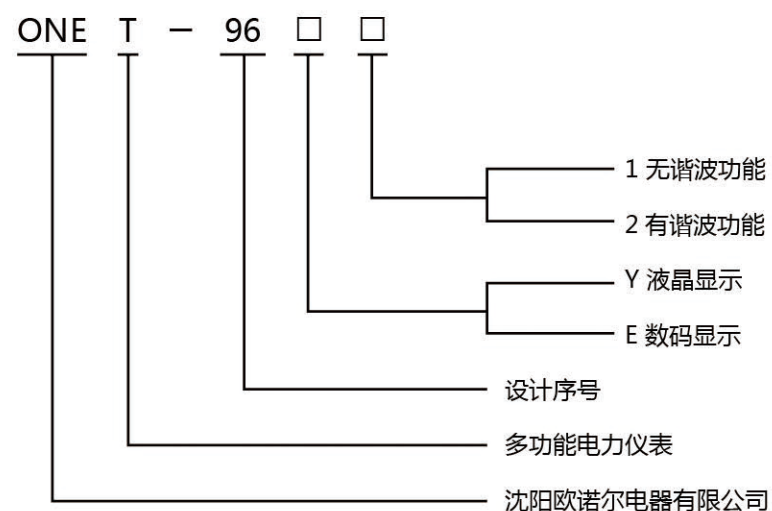 ONE T - 96 □ □
1 无谐波功能
2 有谐波功能
Y 液晶显示
E 数码显示
设计序号
多功能电力仪表
沈阳欧诺尔电器有限公司